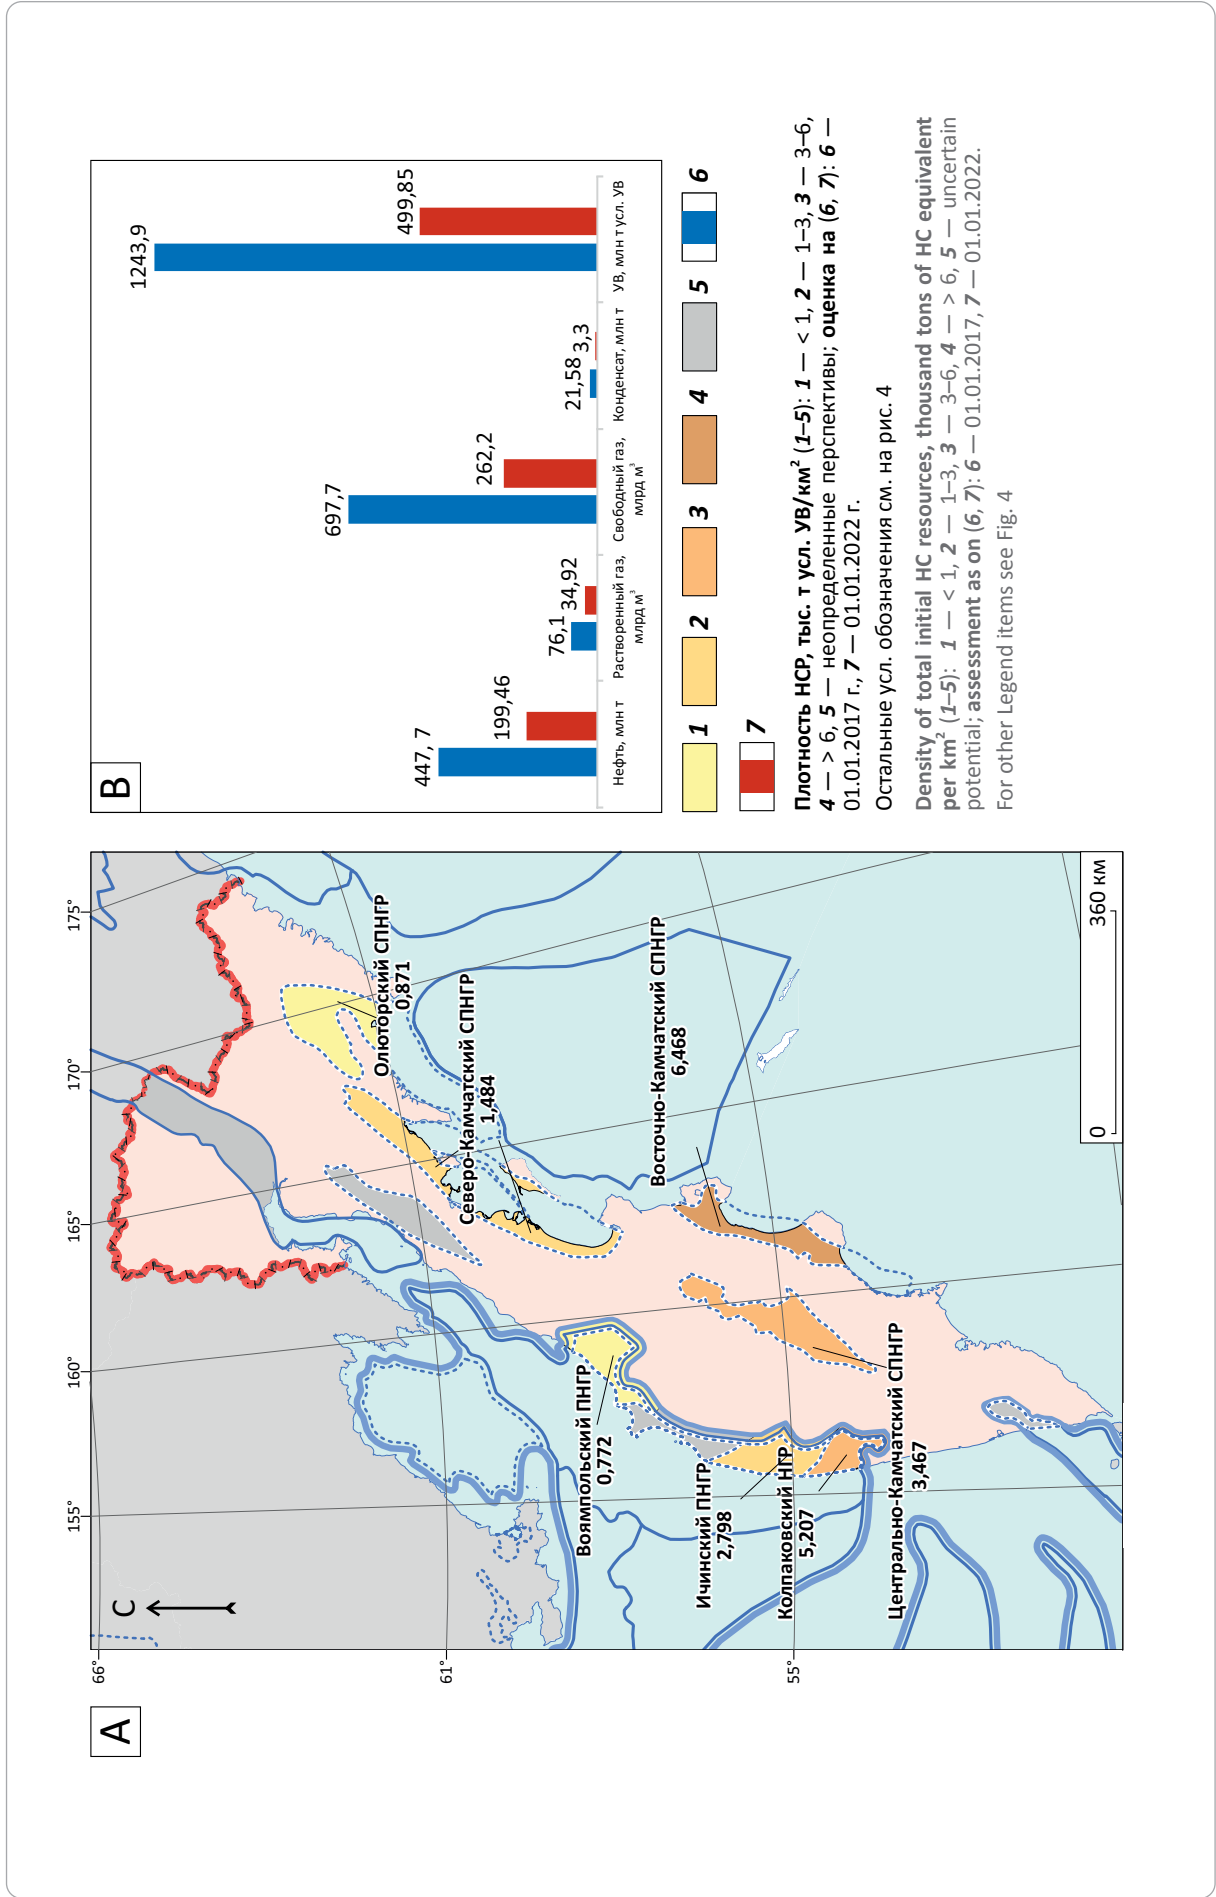 A
С
66°
61°
55°
155°
160°
165°
170°
175°
Олюторский СПНГР
0,871
Северо-Камчатский СПНГР
1,484
Восточно-Камчатский СПНГР
6,468
Воямпольский ПНГР
0,772
Ичинский ПНГР
2,798
Колпаковский НГР
5,207
Центрально-Камчатский СПНГР
3,467
0 360 км
B
447, 7
199,46
76,1
34,92
697,7
262,2
21,58
3,3
1243,9
499,85
Нефть, млн т
Растворенный газ,
млрд м³
Свободный газ,
млрд м³
Конденсат, млн т
УВ, млн т усл. УВ
1 2 3 4 5 6
7
Плотность НСР, тыс. т усл. УВ/км² (1–5): 1 — < 1, 2 — 1–3, 3 — 3–6,
4 — > 6, 5 — неопределенные перспективы; оценка на (6, 7): 6 —
01.01.2017 г., 7 — 01.01.2022 г.
Остальные усл. обозначения см. на рис. 4
Density of total initial HC resources, thousand tons of HC equivalent
per km² (1–5): 1 — < 1, 2 — 1–3, 3 — 3–6, 4 — > 6, 5 — uncertain
potential; assessment as on (6, 7): 6 — 01.01.2017, 7 — 01.01.2022.
For other Legend items see Fig. 4